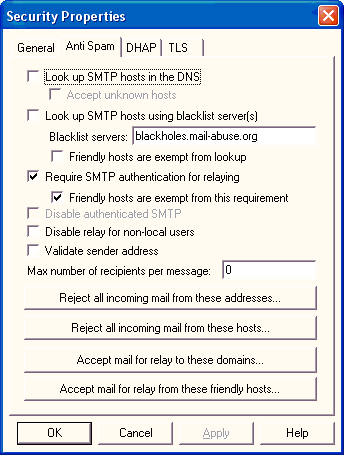 Security Properties
General Anti Spam DHAP TLS
Look up SMTP hosts in the DNS
Accept unknown hosts
Look up SMTP hosts using blacklist server(s)
Blacklist servers: blackholes.mail-abuse.org
Friendly hosts are exempt from lookup
Require SMTP authentication for relaying
Friendly hosts are exempt from this requirement
Disable authenticated SMTP
Disable relay for non-local users
Validate sender address
Max number of recipients per message: 0
Reject all incoming mail from these addresses...
Reject all incoming mail from these hosts...
Accept mail for relay to these domains...
Accept mail for relay from these friendly hosts...
OK Cancel Apply Help